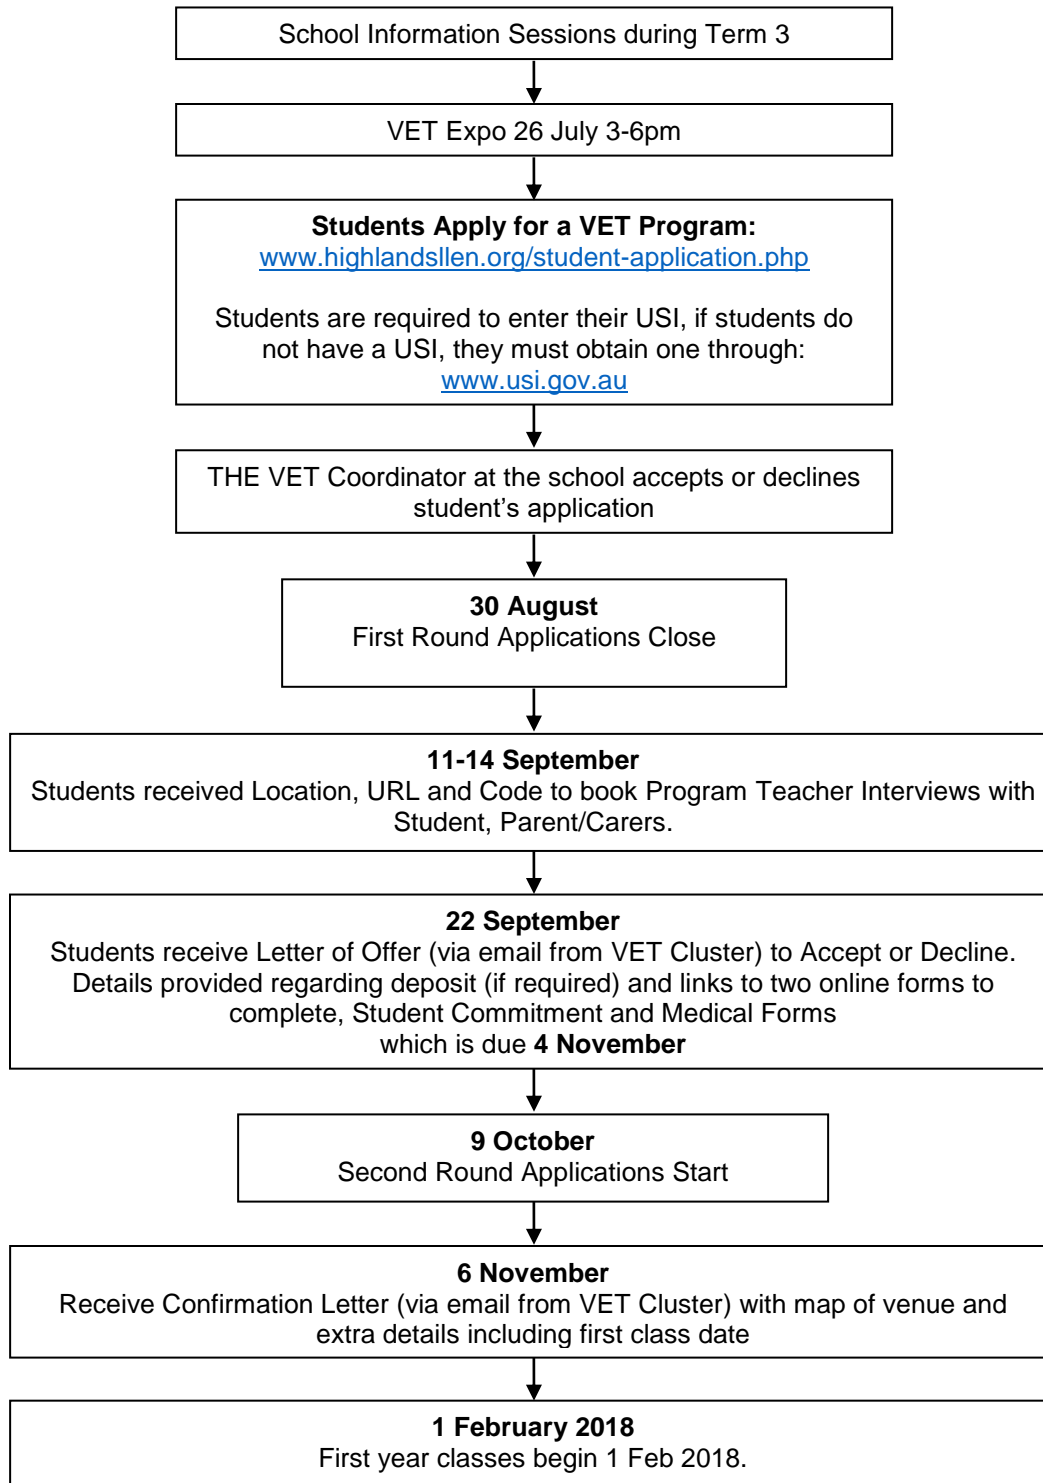 School Information Sessions during Term 3
VET Expo 26 July 3-6pm
Students Apply for a VET Program:
www.highlandsllen.org/student-application.php
Students are required to enter their USI, if students do
not have a USI, they must obtain one through:
www.usi.gov.au
THE VET Coordinator at the school accepts or declines
student’s application
30 August
First Round Applications Close
11-14 September
Students received Location, URL and Code to book Program Teacher Interviews with
Student, Parent/Carers.
22 September
Students receive Letter of Offer (via email from VET Cluster) to Accept or Decline.
Details provided regarding deposit (if required) and links to two online forms to
complete, Student Commitment and Medical Forms
which is due 4 November
9 October
Second Round Applications Start
6 November
Receive Confirmation Letter (via email from VET Cluster) with map of venue and
extra details including first class date
1 February 2018
First year classes begin 1 Feb 2018.